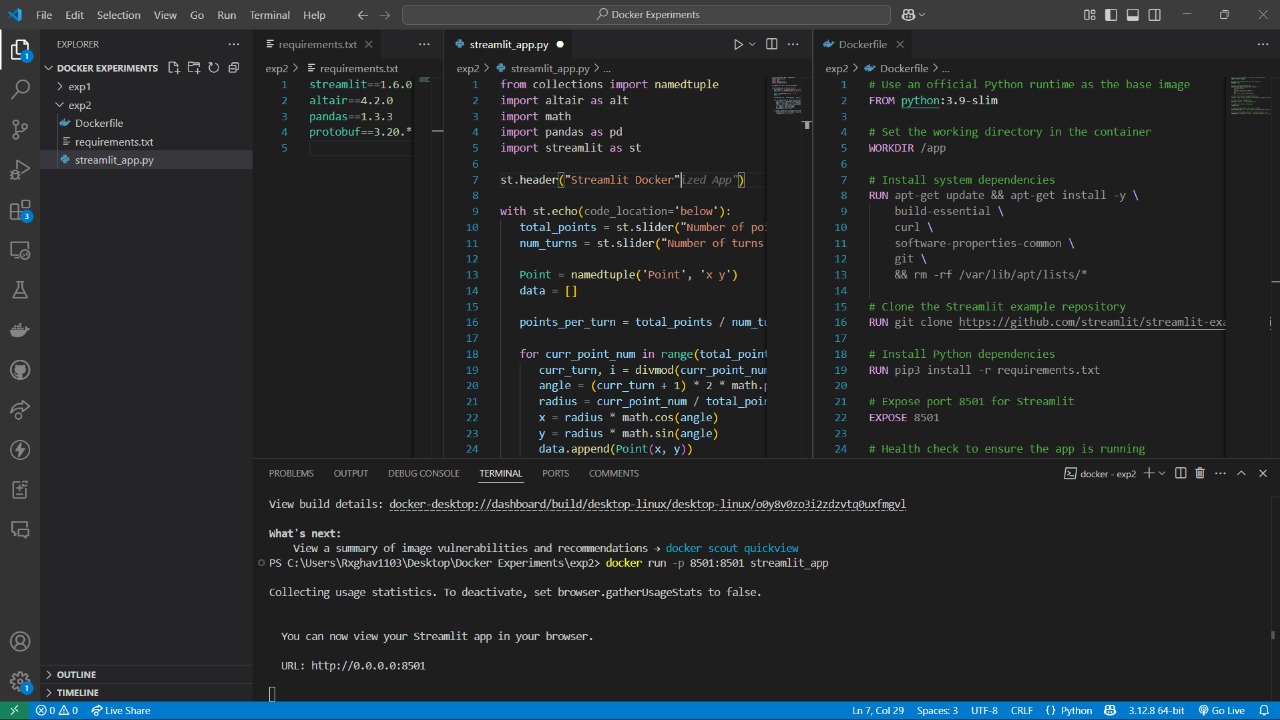 File Edit Selection View Go Run Terminal Help
Docker Experiments
EXPLORER
DOCKER EXPERIMENTS
exp1
exp2
Dockerfile
requirements.txt
streamlit_app.py
OUTLINE
TIMELINE
1
3
1
requirements.txt
exp2 > requirements.txt
1 streamlit==1.6.0
2 altair==4.2.0
3 pandas==1.3.3
4 protobuf==3.20.*
5
streamlit_app.py
exp2 > streamlit_app.py > ...
1 from collections import namedtuple
2 import altair as alt
3 import math
4 import pandas as pd
5 import streamlit as st
6
7 st.header("Streamlit Docker"ized App")
8
9 with st.echo(code_location='below'):
10 total_points = st.slider("Number of poi
11 num_turns = st.slider("Number of turns
12
13 Point = namedtuple('Point', 'x y')
14 data = []
15
16 points_per_turn = total_points / num_tu
17
18 for curr_point_num in range(total_point
19 curr_turn, i = divmod(curr_point_num
20 angle = (curr_turn + 1) * 2 * math.p
21 radius = curr_point_num / total_poin
22 x = radius * math.cos(angle)
23 y = radius * math.sin(angle)
24 data.append(Point(x, y))
Dockerfile
exp2 > Dockerfile > ...
1 # Use an official Python runtime as the base image
2 FROM python:3.9-slim
3
4 # Set the working directory in the container
5 WORKDIR /app
6
7 # Install system dependencies
8 RUN apt-get update && apt-get install -y \
9 build-essential \
10 curl \
11 software-properties-common \
12 git \
13 && rm -rf /var/lib/apt/lists/*
14
15 # Clone the Streamlit example repository
16 RUN git clone https://github.com/streamlit/streamlit-exa
17
18 # Install Python dependencies
19 RUN pip3 install -r requirements.txt
20
21 # Expose port 8501 for Streamlit
22 EXPOSE 8501
23
24 # Health check to ensure the app is running
PROBLEMS OUTPUT DEBUG CONSOLE TERMINAL PORTS COMMENTS
docker - exp2
View build details: docker-desktop://dashboard/build/desktop-linux/desktop-linux/o0y8v0zo3i2zdzvtq0uxfmgvl
What's next:
View a summary of image vulnerabilities and recommendations → docker scout quickview
PS C:\Users\Rxghav1103\Desktop\Docker Experiments\exp2> docker run -p 8501:8501 streamlit_app
Collecting usage statistics. To deactivate, set browser.gatherUsageStats to false.
You can now view your Streamlit app in your browser.
URL: http://0.0.0.0:8501
0 0 Live Share
Ln 7, Col 29 Spaces: 3 UTF-8 CRLF {} Python 3.12.8 64-bit Go Live